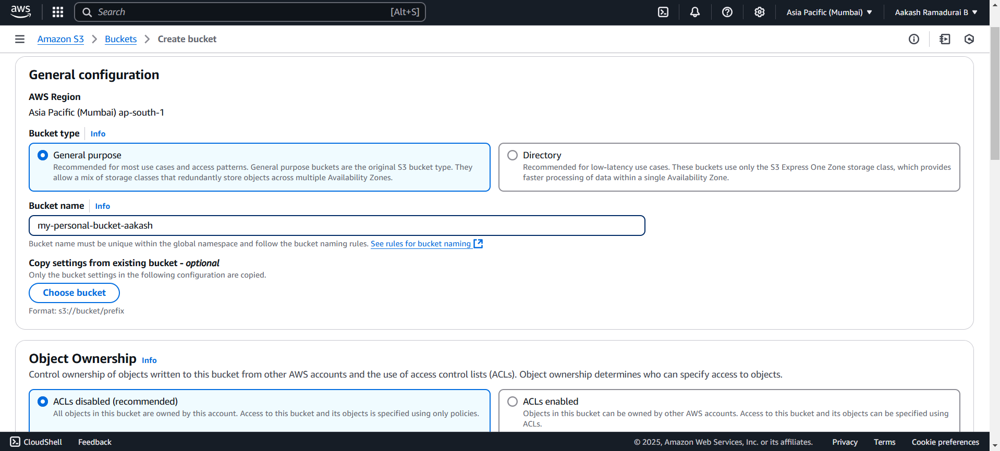 aws
Search [Alt+S]
Asia Pacific (Mumbai)
Aakash Ramadurai B
Amazon S3 Buckets Create bucket
General configuration
AWS Region
Asia Pacific (Mumbai) ap-south-1
Bucket type Info
General purpose
Recommended for most use cases and access patterns. General purpose buckets are the original S3 bucket type. They
allow a mix of storage classes that redundantly store objects across multiple Availability Zones.
Directory
Recommended for low-latency use cases. These buckets use only the S3 Express One Zone storage class, which provides
faster processing of data within a single Availability Zone.
Bucket name Info
my-personal-bucket-aakash
Bucket name must be unique within the global namespace and follow the bucket naming rules. See rules for bucket naming
Copy settings from existing bucket - optional
Only the bucket settings in the following configuration are copied.
Choose bucket
Format: s3://bucket/prefix
Object Ownership Info
Control ownership of objects written to this bucket from other AWS accounts and the use of access control lists (ACLs). Object ownership determines who can specify access to objects.
ACLs disabled (recommended)
All objects in this bucket are owned by this account. Access to this bucket and its objects is specified using only policies.
ACLs enabled
Objects in this bucket can be owned by other AWS accounts. Access to this bucket and its objects can be specified using
ACLs.
CloudShell Feedback © 2025, Amazon Web Services, Inc. or its affiliates. Privacy Terms Cookie preferences